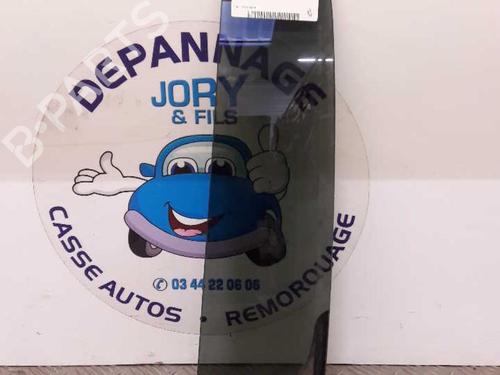 DEPANNAGE
JORY
& FILS
B-PARTS
CASSE AUTOS - REMORQUAGE
03 44 22 06 06